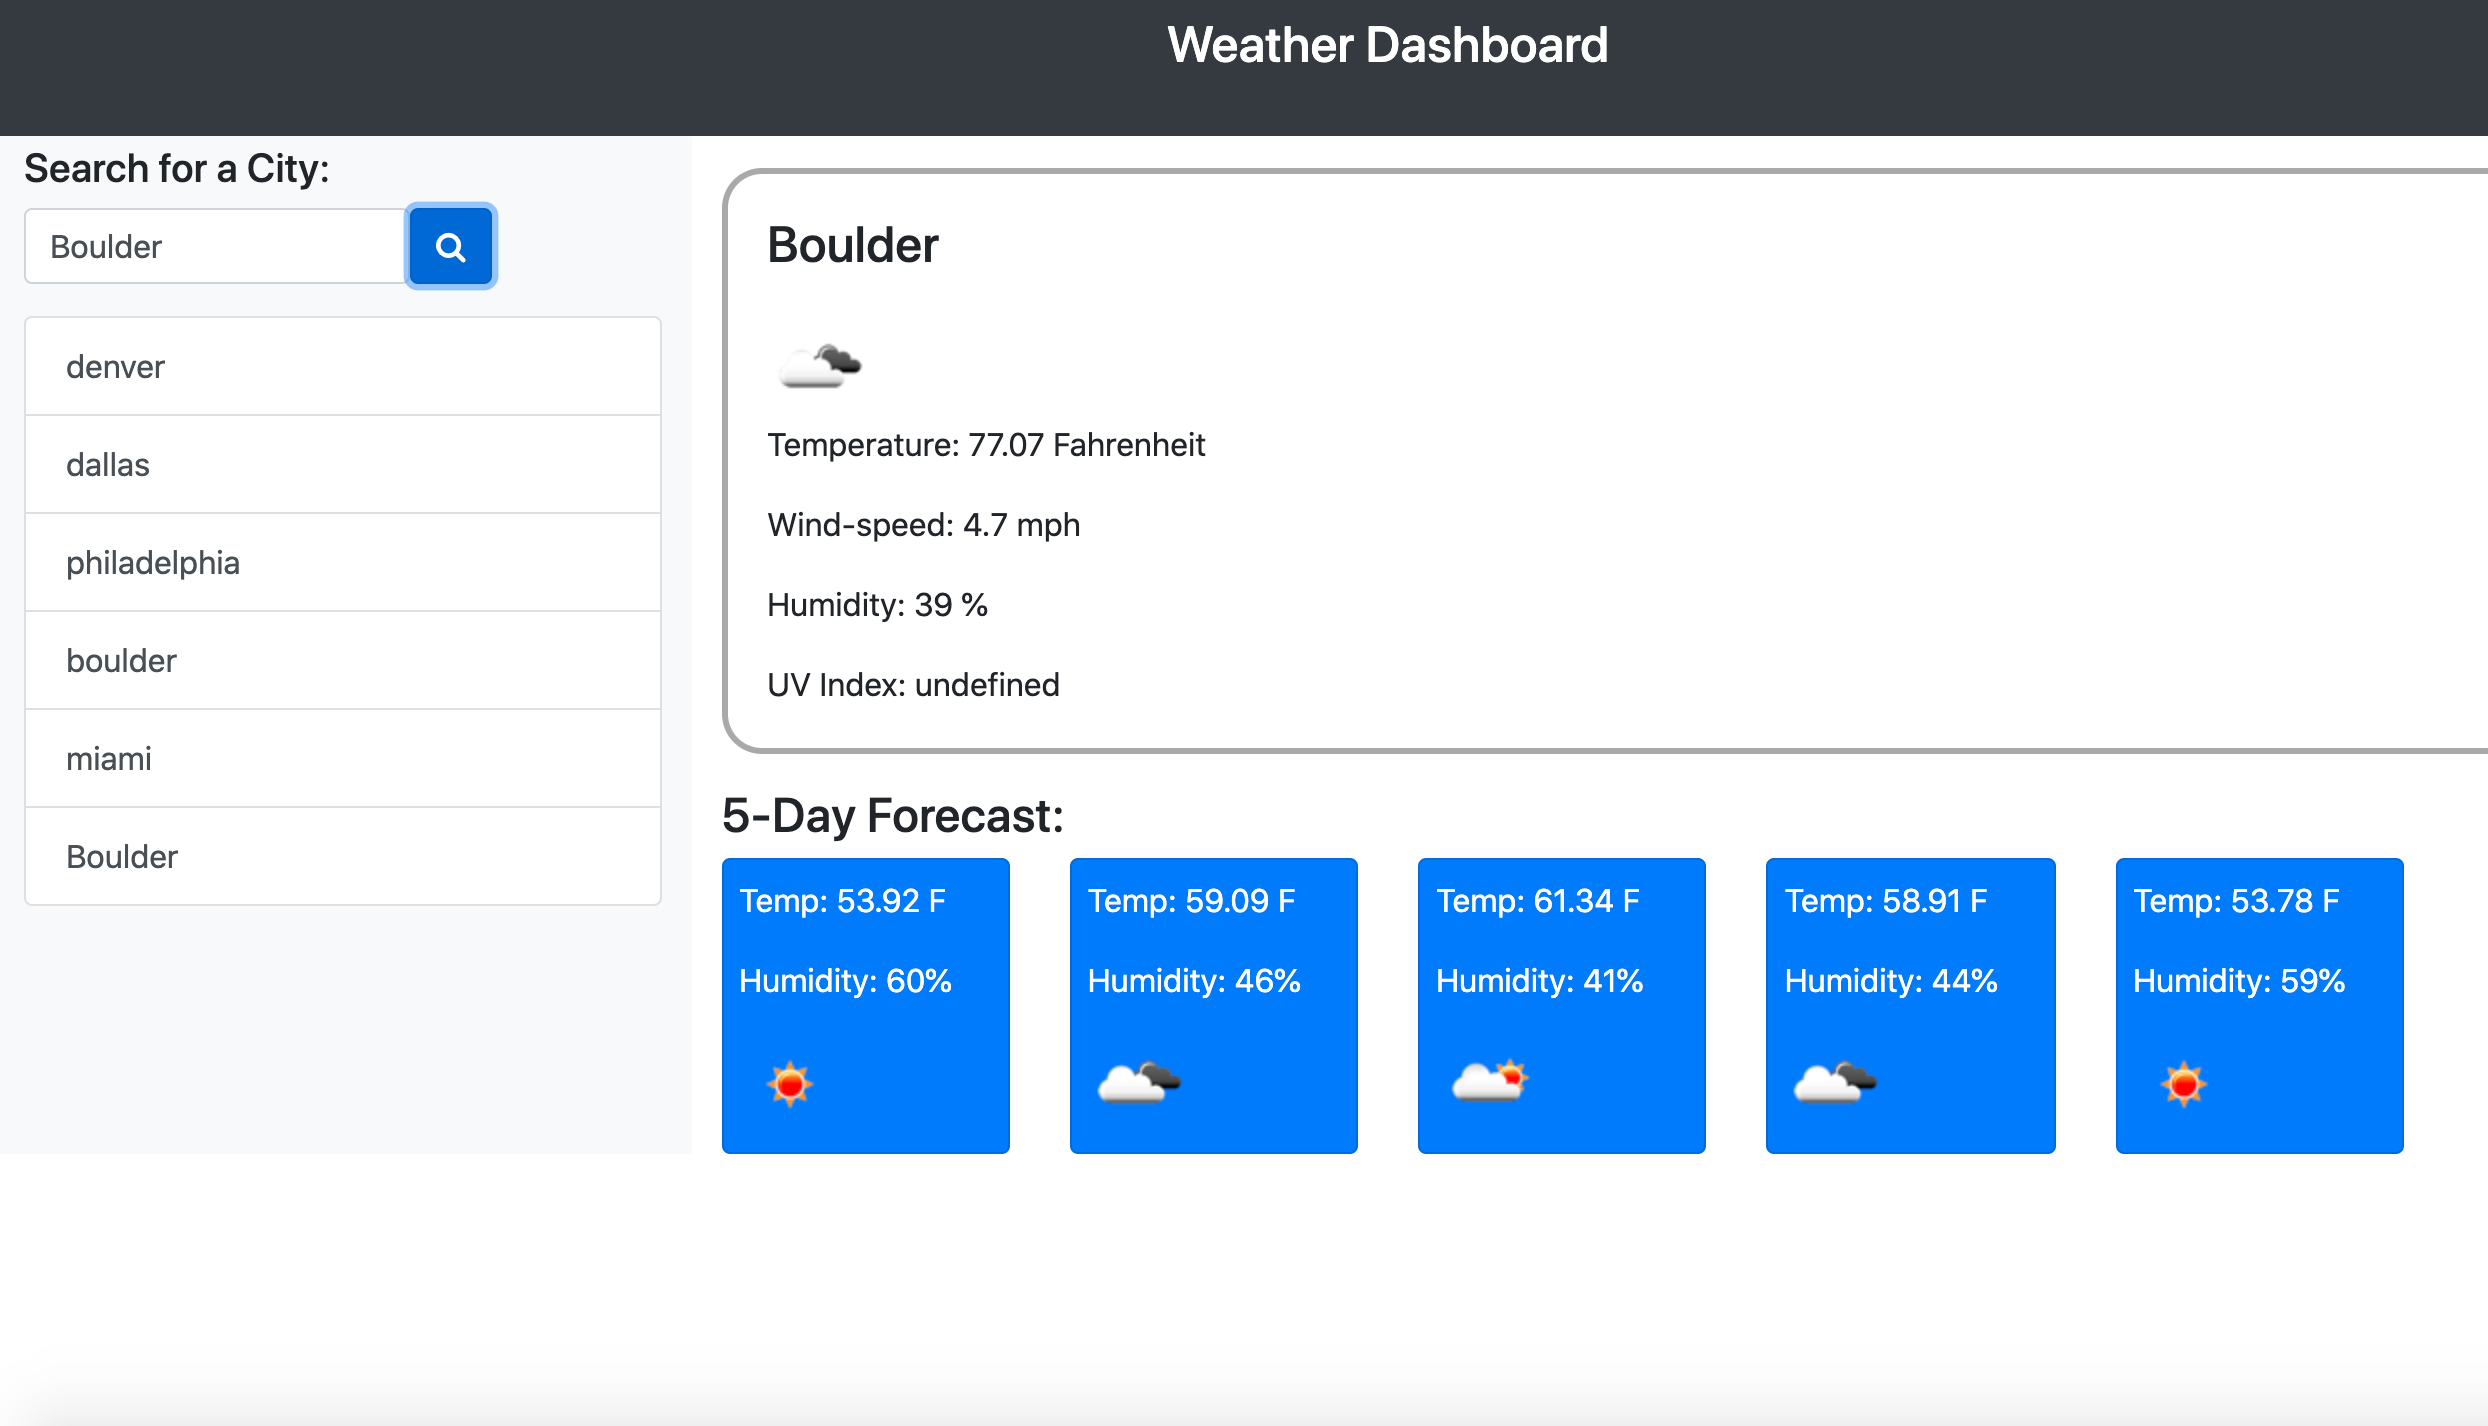 Weather Dashboard
Search for a City:
Boulder
denver
dallas
philadelphia
boulder
miami
Boulder
Boulder
Temperature: 77.07 Fahrenheit
Wind-speed: 4.7 mph
Humidity: 39 %
UV Index: undefined
5-Day Forecast:
Temp: 53.92 F
Humidity: 60%
Temp: 59.09 F
Humidity: 46%
Temp: 61.34 F
Humidity: 41%
Temp: 58.91 F
Humidity: 44%
Temp: 53.78 F
Humidity: 59%